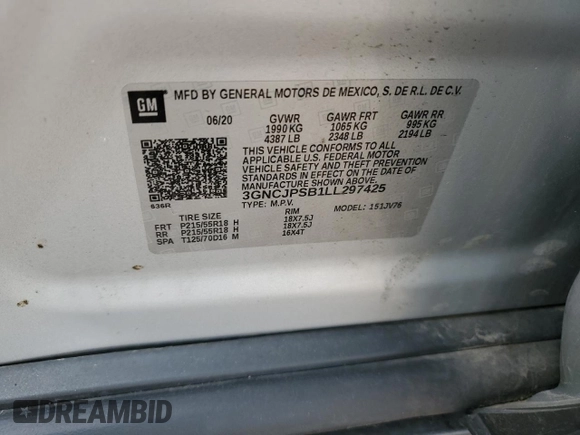 GM MFD BY GENERAL MOTORS DE MEXICO, S. DE R.L. DE C.V.
06/20 GVWR GAWR FRT GAWR RR
1990 KG 1065 KG 995 KG
4387 LB 2348 LB 2194 LB
THIS VEHICLE CONFORMS TO ALL
APPLICABLE U.S. FEDERAL MOTOR
VEHICLE SAFETY AND THEFT PREVENTION
STANDARDS IN EFFECT ON THE DATE OF
MANUFACTURE SHOWN ABOVE.
3GNCJPSB1LL297425
636R TYPE: M.P.V. MODEL: 151JV76
TIRE SIZE RIM
FRT P215/55R18 H 18X7.5J
RR P215/55R18 H 18X7.5J
SPA T125/70D16 M 16X4T
DREAMBID